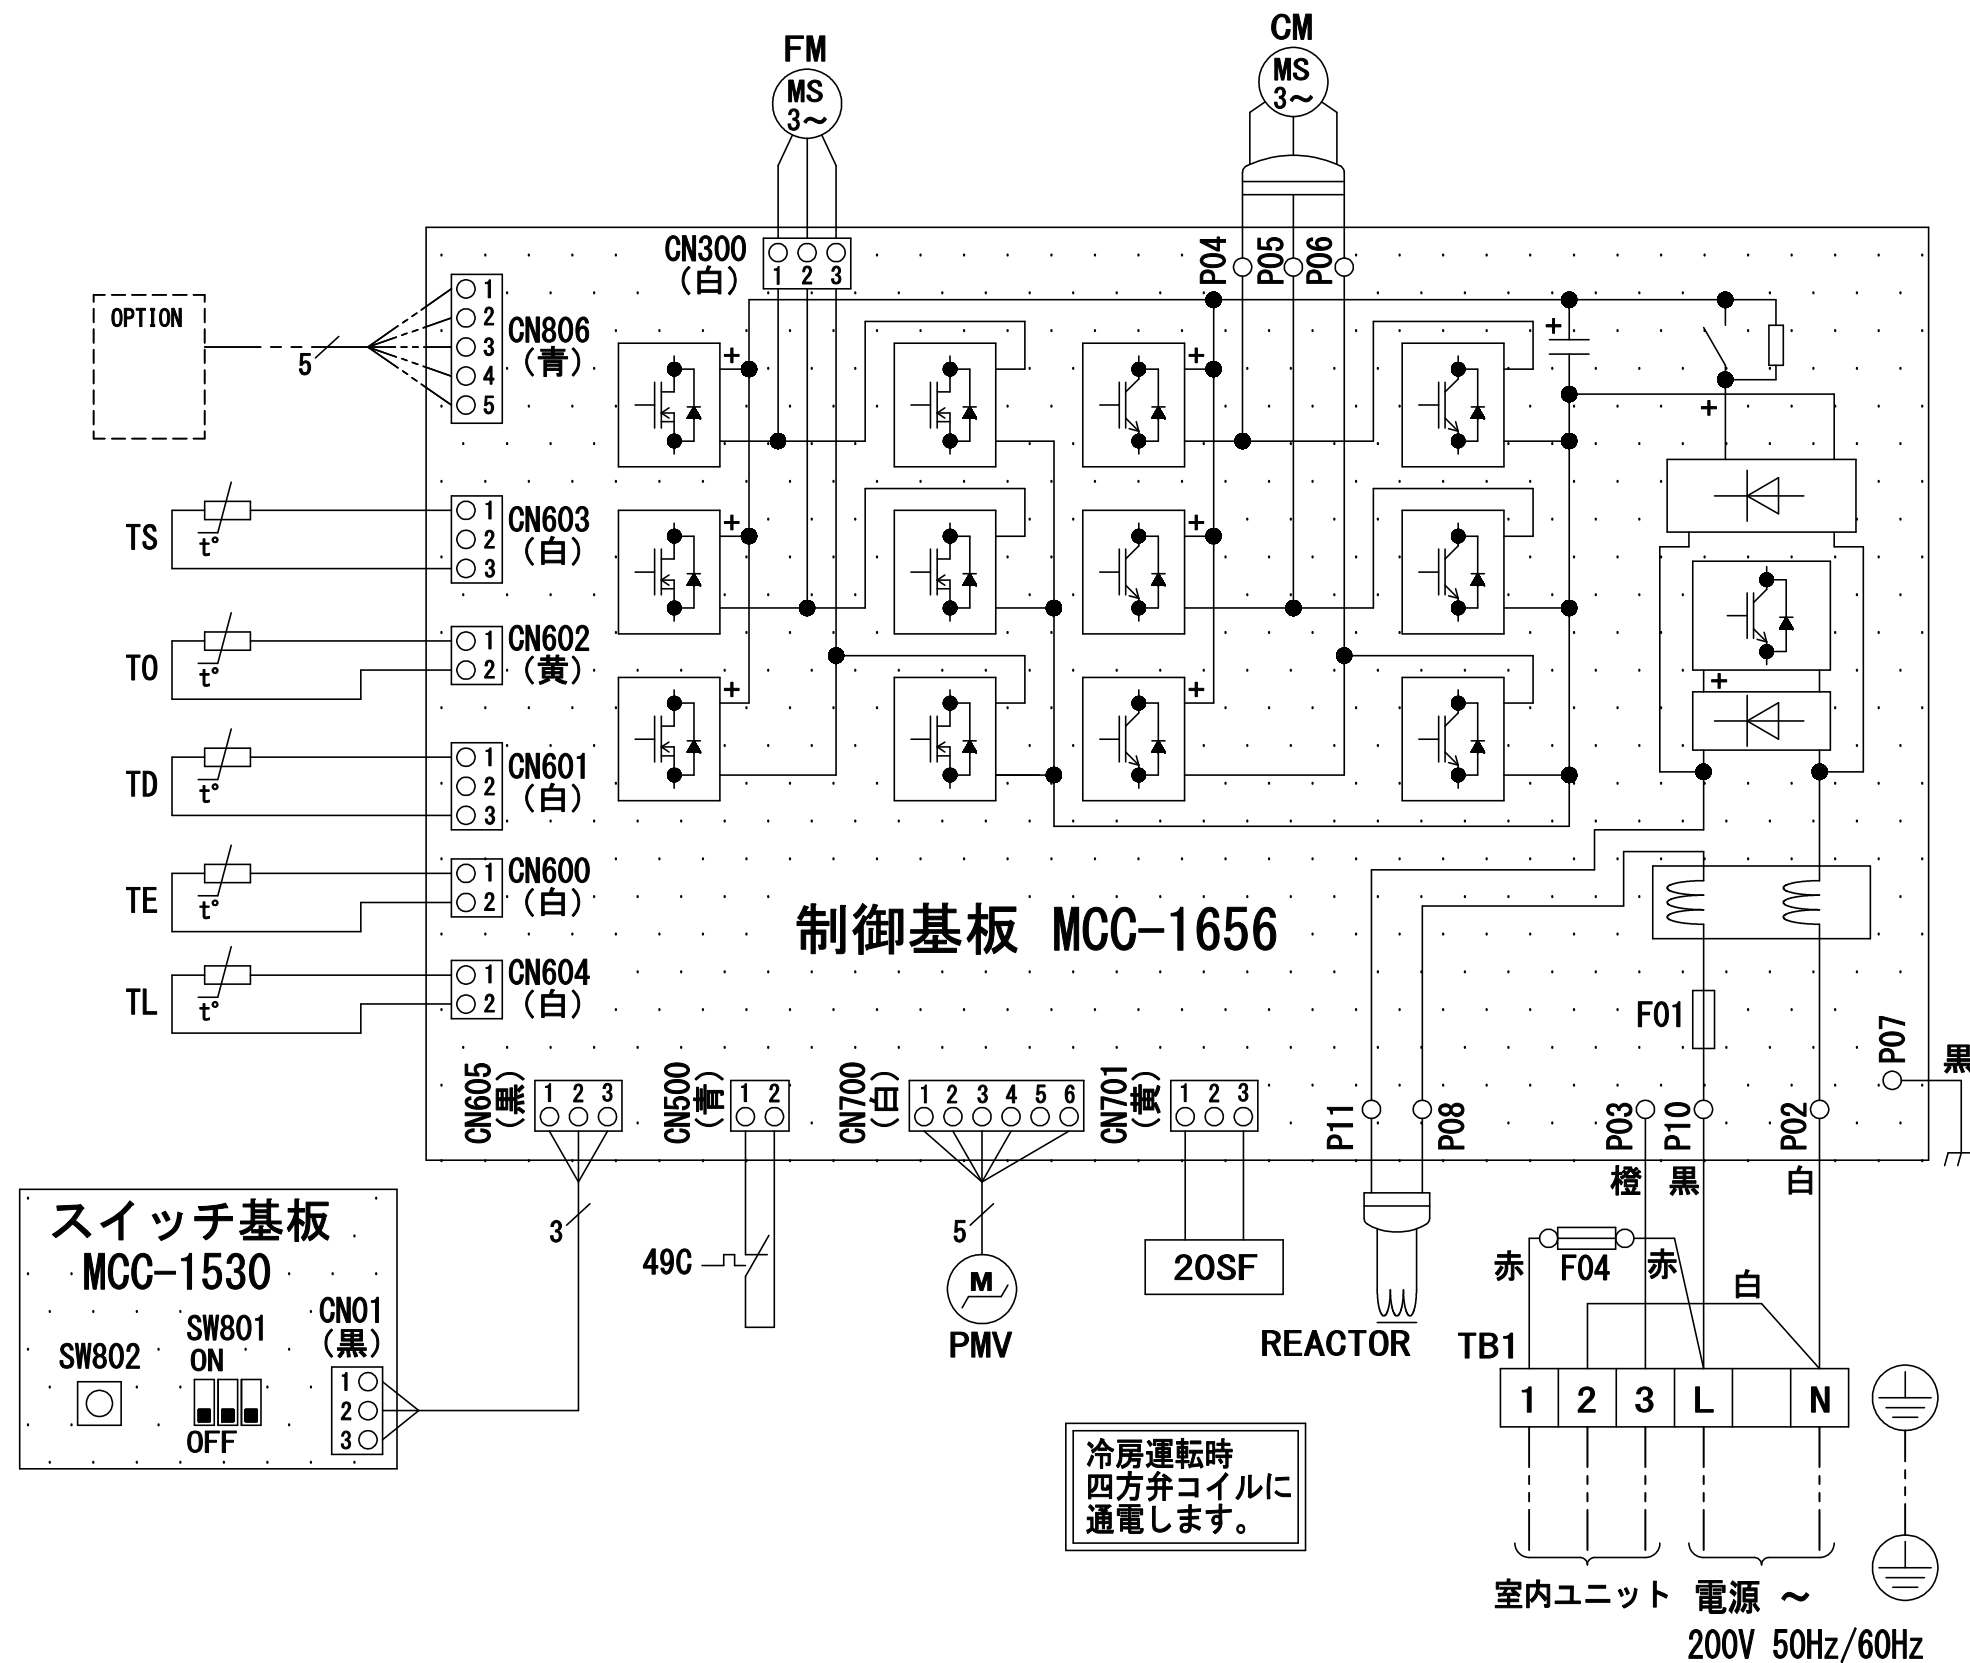 FM
MS
3～
CM
MS
3～
CN300
(白)
1 2 3
P04
P05
P06
OPTION
5
1
2
3
4
5
CN806
(青)
+
+
+
+
+
+
+
+
+
TS
t°
1
2
3
CN603
(白)
TO
t°
1
2
CN602
(黄)
TD
t°
1
2
3
CN601
(白)
TE
t°
1
2
CN600
(白)
TL
t°
1
2
CN604
(白)
制御基板 MCC-1656
F01
P07
黒
CN605
(黒)
1 2 3
CN500
(青)
1 2
CN700
(白)
1 2 3 4 5 6
CN701
(黄)
1 2 3
P11
P08
P03
P10
P02
橙
黒
白
3
5
49C
M
PMV
20SF
REACTOR
赤
F04
赤
白
TB1
1 2 3 L N
スイッチ基板
MCC-1530
SW802
SW801
ON
OFF
CN01
(黒)
1
2
3
冷房運転時
四方弁コイルに
通電します。
室内ユニット
電源 ～
200V 50Hz/60Hz